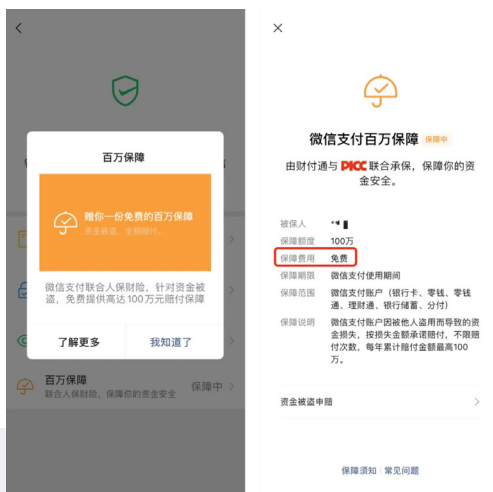 百万保障
赠你一份免费的百万保障
资金被盗,全额赔付。
微信支付联合人保财险,针对资金被
盗,免费提供高达100万元赔付保障
了解更多
我知道了
百万保障
联合人保财险,保障你的资金安全
保障中
微信支付百万保障 保障中
由财付通与 PICC 联合承保,保障你的资
金安全。
被保人
保障额度 100万
保障费用 免费
保障期限 微信支付使用期间
保障范围 微信支付账户(银行卡、零钱、零钱
通、理财通、银行储蓄、分付)
保障说明 微信支付账户因被他人盗用而导致的资
金损失,按损失金额承诺赔付,不限赔
付次数,每年累计赔付金额最高100
万。
资金被盗申赔
保障须知 常见问题